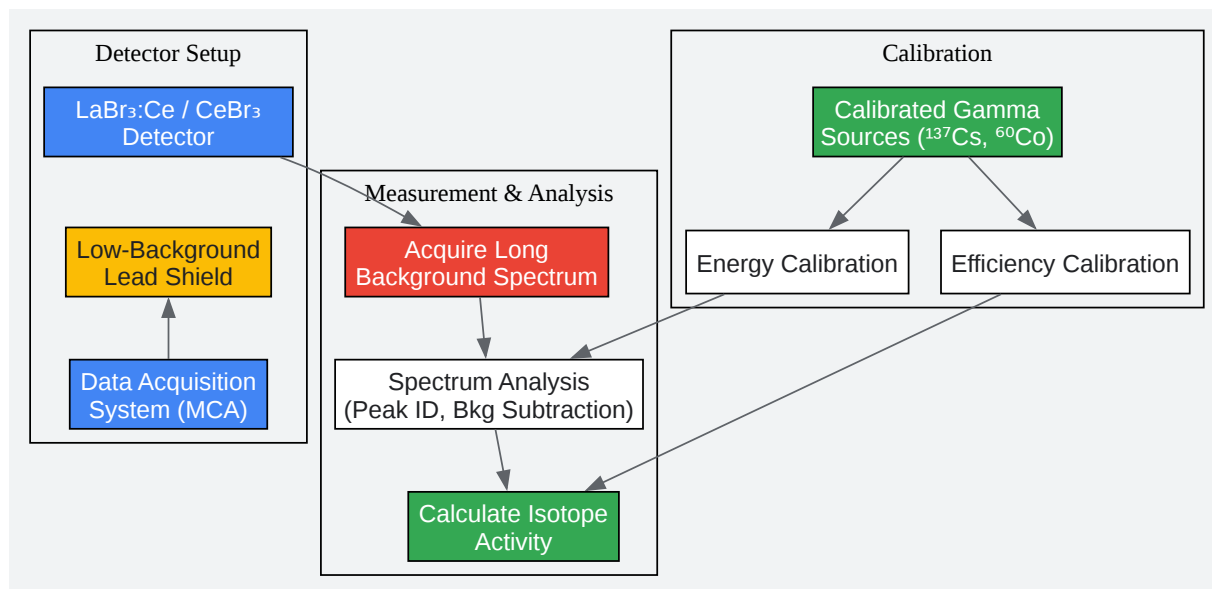 Detector Setup
LaBr₃:Ce / CeBr₃
Detector
Low-Background
Lead Shield
Data Acquisition
System (MCA)
Measurement & Analysis
Acquire Long
Background Spectrum
Spectrum Analysis
(Peak ID, Bkg Subtraction)
Calculate Isotope
Activity
Calibration
Calibrated Gamma
Sources (¹³⁷Cs, ⁶⁰Co)
Energy Calibration
Efficiency Calibration